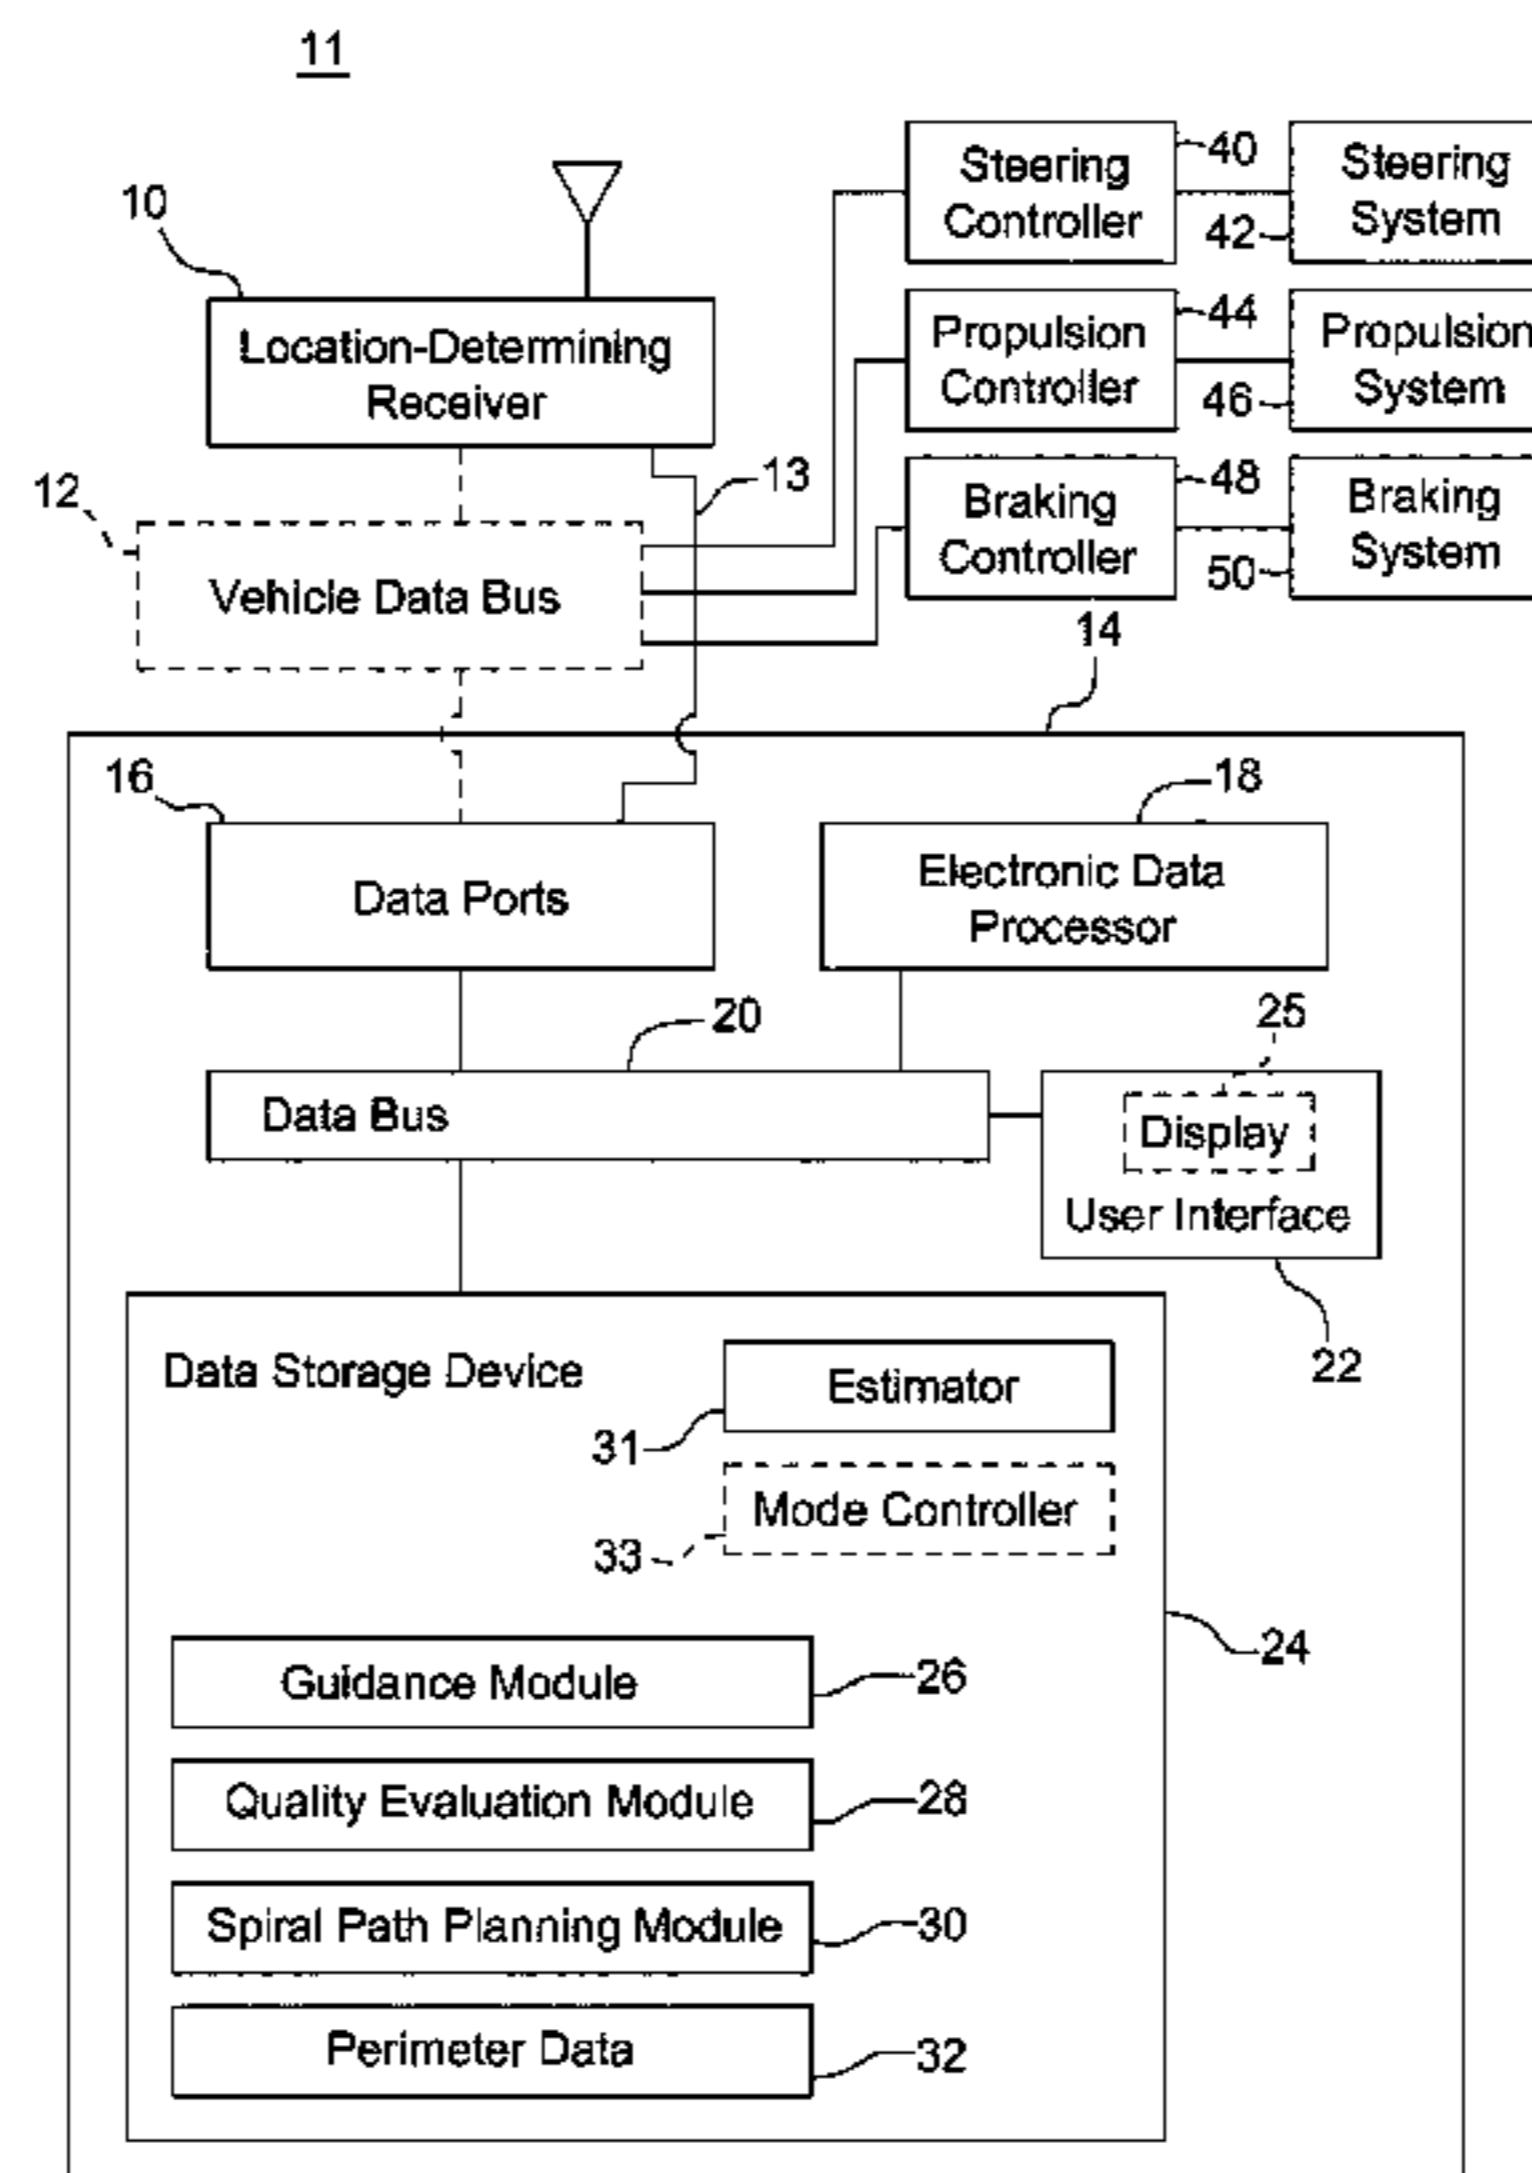 11
10
Location-Determining
Receiver
Steering
Controller
40
42
Steering
System
Propulsion
Controller
44
46
Propulsion
System
12
Vehicle Data Bus
13
Braking
Controller
48
50
Braking
System
14
16
Data Ports
18
Electronic Data
Processor
20
Data Bus
25
Display
User Interface
22
Data Storage Device
Estimator
31
Mode Controller
33
24
Guidance Module
26
Quality Evaluation Module
28
Spiral Path Planning Module
30
Perimeter Data
32